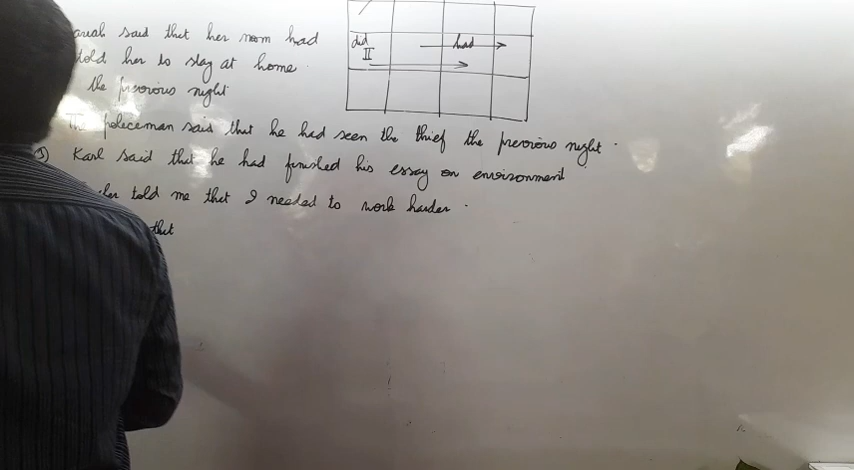 said that her mom had
did
had
told her to stay at home
II
the previous night
The policeman said that he had seen the thief the previous night.
Karl said that he had finished his essay on environment
told me that I needed to work harder.
that